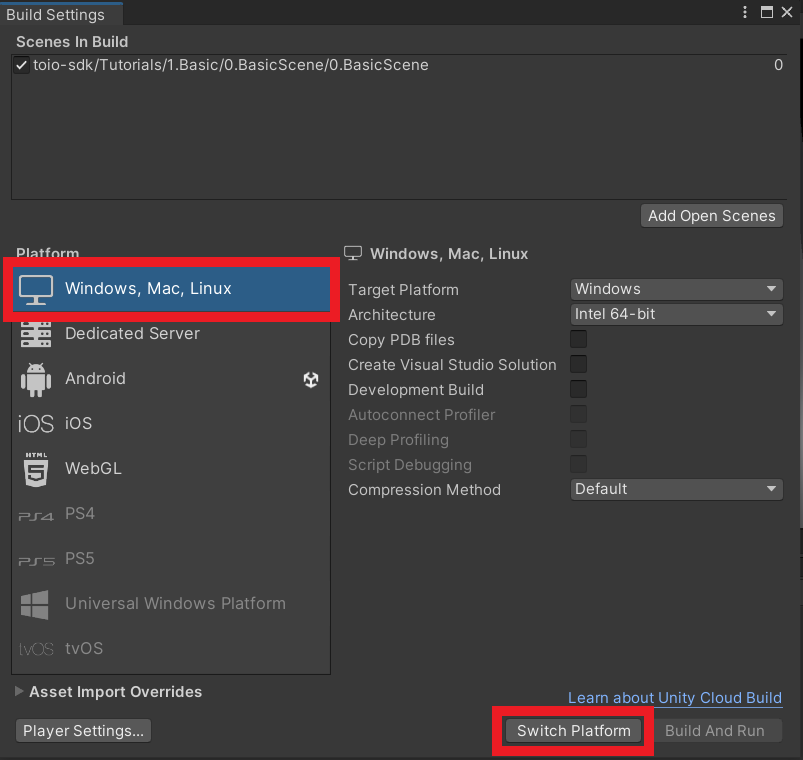 Build Settings
Scenes In Build
toio-sdk/Tutorials/1.Basic/0.BasicScene/0.BasicScene 0
Add Open Scenes
Platform
Windows, Mac, Linux
Dedicated Server
Android
iOS iOS
HTML 5 WebGL
PS4 PS4
PS5 PS5
Universal Windows Platform
tvOS tvOS
Windows, Mac, Linux
Target Platform Windows
Architecture Intel 64-bit
Copy PDB files
Create Visual Studio Solution
Development Build
Autoconnect Profiler
Deep Profiling
Script Debugging
Compression Method Default
Asset Import Overrides
Learn about Unity Cloud Build
Player Settings... Switch Platform Build And Run